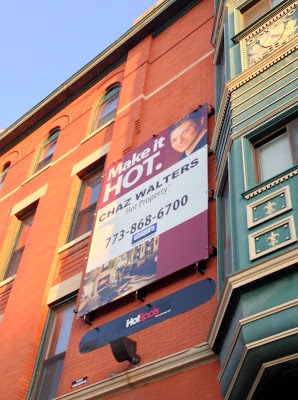 Make it
HOT.
CHAZ WALTERS
"Hot Property"
773-868-6700
HotSpot